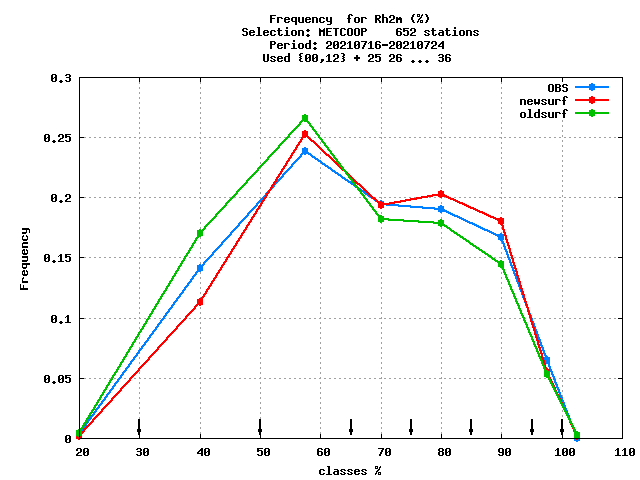 Frequency  for Rh2m (%)
Selection: METCOOP    652 stations
Period: 20210716-20210724
Used {00,12} + 25 26 ... 36
0.3
OBS
newsurf
oldsurf
0.25
0.2
0.15
0.1
0.05
0
Frequency
20 30 40 50 60 70 80 90 100 110
classes %